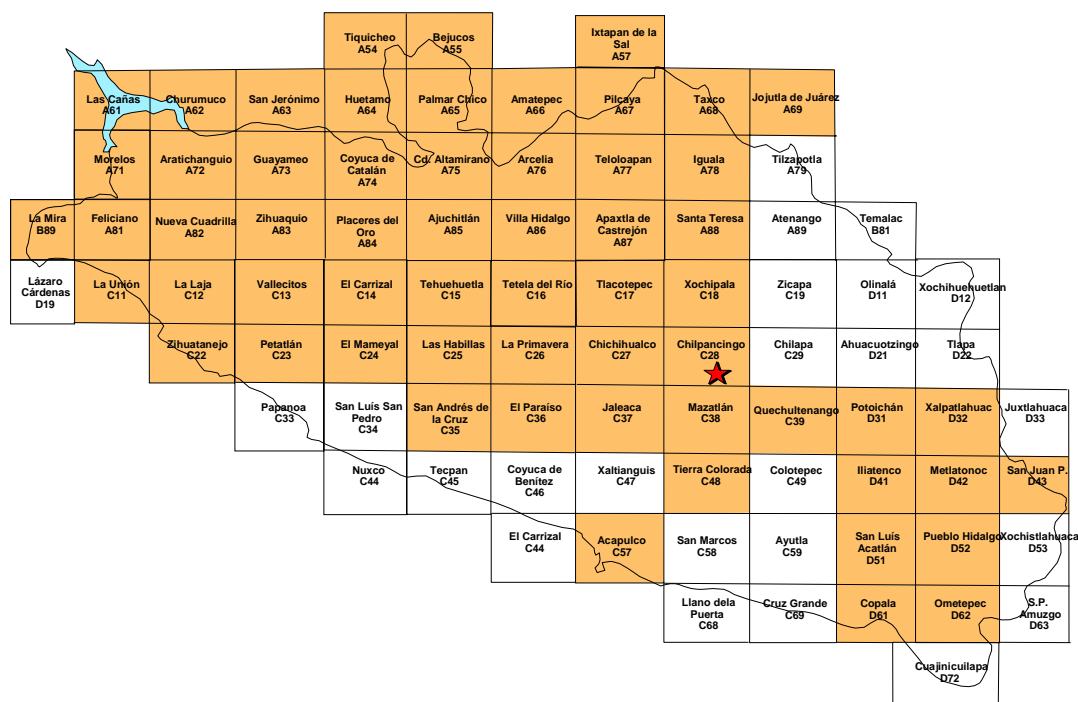 Tiquicheo
A54
Bejucos
A55
Ixtapan de la
Sal
A57
Las Cañas
A61
Churumuco
A62
San Jerónimo
A63
Huetamo
A64
Palmar Chico
A65
Amatepec
A66
Pilcaya
A67
Taxco
A68
Jojutla de Juárez
A69
Morelos
A71
Aratichanguio
A72
Guayameo
A73
Coyuca de
Catalán
A74
Cd. Altamirano
A75
Arcelia
A76
Teloloapan
A77
Iguala
A78
Tilzapotla
A79
La Mira
B89
Feliciano
A81
Nueva Cuadrilla
A82
Zihuaquio
A83
Placeres del
Oro
A84
Ajuchitlán
A85
Villa Hidalgo
A86
Apaxtla de
Castrejón
A87
Santa Teresa
A88
Atenango
A89
Temalac
B81
Lázaro
Cárdenas
D19
La Unión
C11
La Laja
C12
Vallecitos
C13
El Carrizal
C14
Tehuehuetla
C15
Tetela del Río
C16
Tlacotepec
C17
Xochipala
C18
Zicapa
C19
Olinalá
D11
Xochihuehuetlan
D12
Zihuatanejo
C22
Petatlán
C23
El Mameyal
C24
Las Habillas
C25
La Primavera
C26
Chichihualco
C27
Chilpancingo
C28
Chilapa
C29
Ahuacuotzingo
D21
Tlapa
D22
Papanoa
C33
San Luís San
Pedro
C34
San Andrés de
la Cruz
C35
El Paraíso
C36
Jaleaca
C37
Mazatlán
C38
Quechultenango
C39
Potoichán
D31
Xalpatlahuac
D32
Juxtlahuaca
D33
Nuxco
C44
Tecpan
C45
Coyuca de
Benítez
C46
Xaltianguis
C47
Tierra Colorada
C48
Colotepec
C49
Iliatenco
D41
Metlatonoc
D42
San Juan P.
D43
El Carrizal
C44
Acapulco
C57
San Marcos
C58
Ayutla
C59
San Luís
Acatlán
D51
Pueblo Hidalgo
D52
Xochistlahuaca
D53
Llano dela
Puerta
C68
Cruz Grande
C69
Copala
D61
Ometepec
D62
S.P.
Amuzgo
D63
Cuajinicuilapa
D72